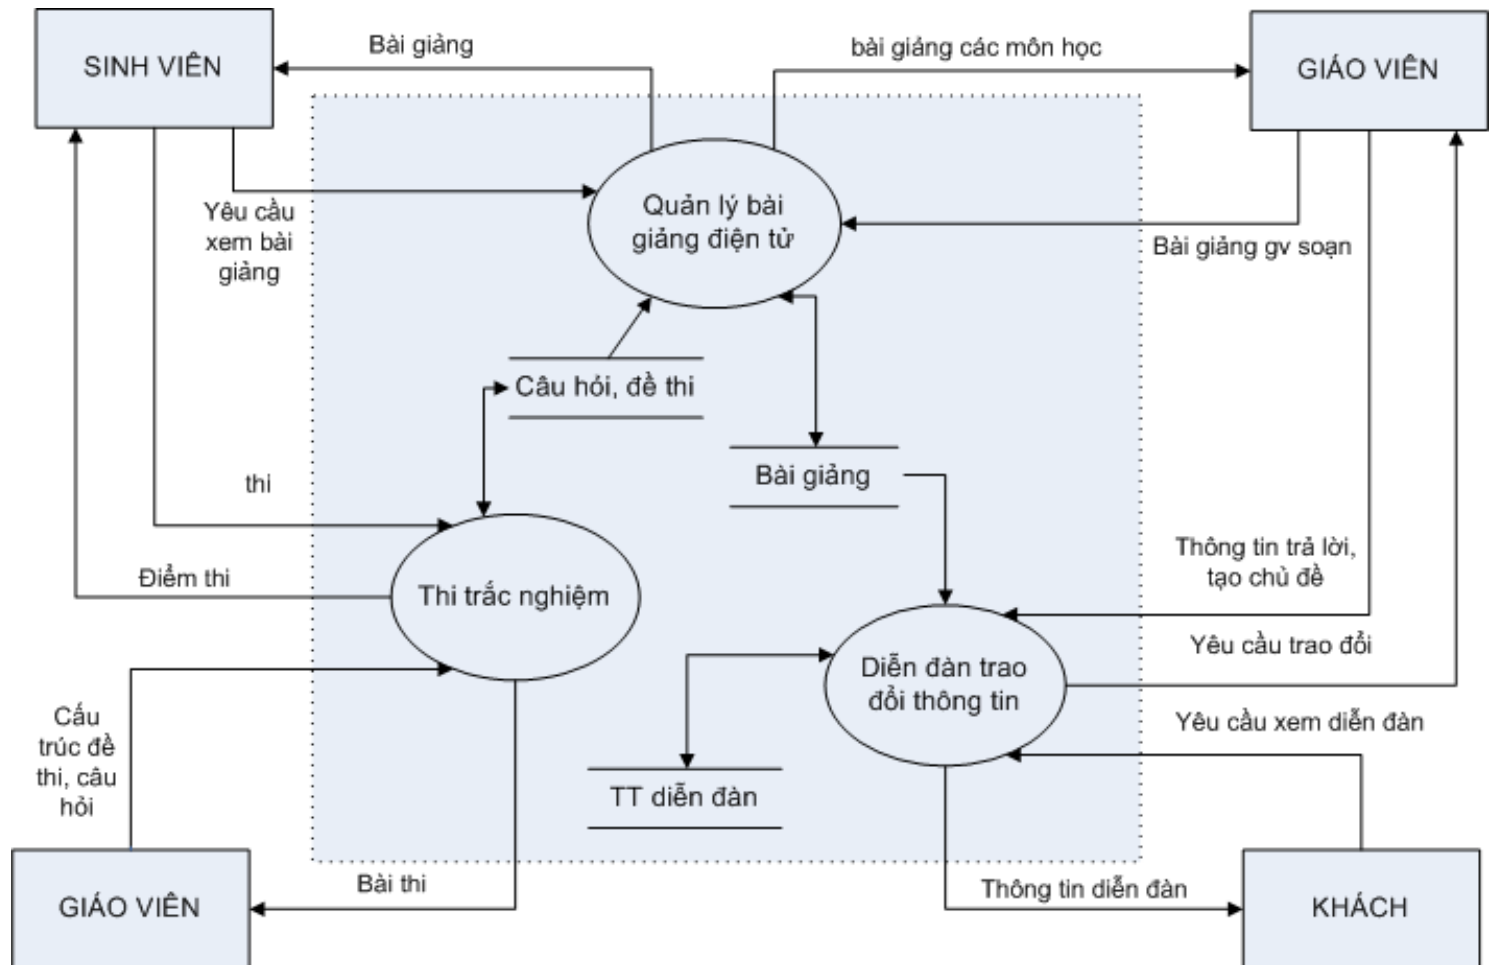 SINH VIÊN
Bài giảng
bài giảng các môn học
GIÁO VIÊN
Yêu cầu
xem bài
giảng
Quản lý bài
giảng điện tử
Bài giảng gv soạn
Câu hỏi, đề thi
Bài giảng
thi
Điểm thi
Thi trắc nghiệm
Thông tin trả lời,
tạo chủ đề
Yêu cầu trao đổi
Diễn đàn trao
đổi thông tin
Yêu cầu xem diễn đàn
Cấu
trúc đề
thi, câu
hỏi
TT diễn đàn
GIÁO VIÊN
Bài thi
Thông tin diễn đàn
KHÁCH